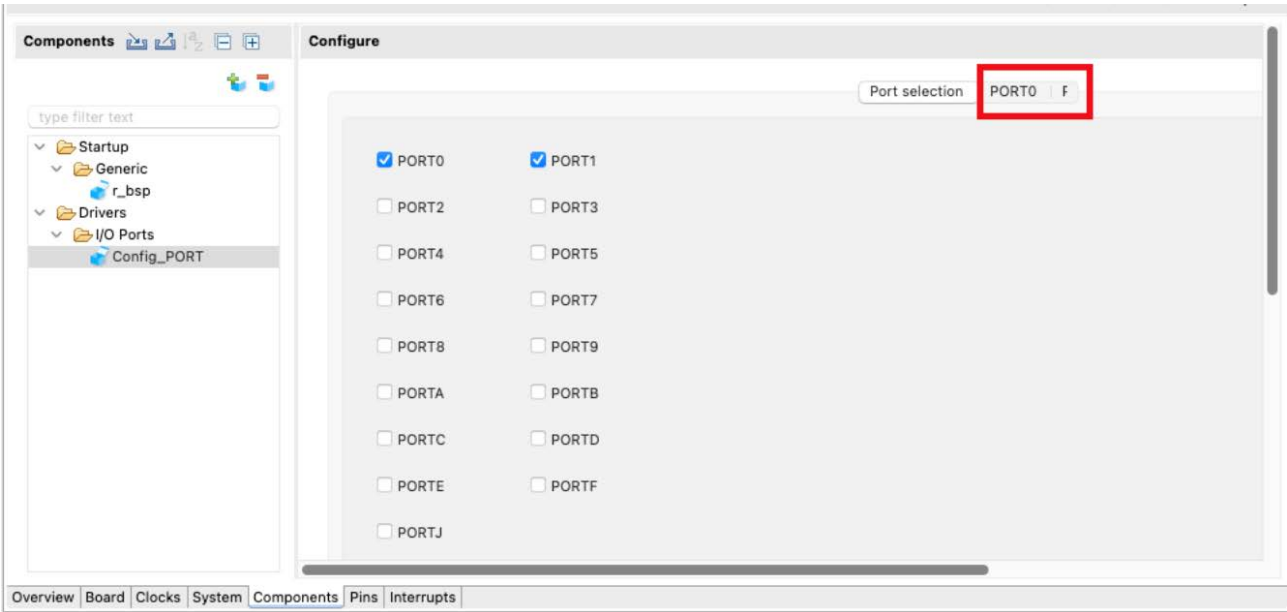 Components
Configure
Port selection PORT0 F
type filter text
Startup
Generic
r_bsp
Drivers
I/O Ports
Config_PORT
PORT0 PORT1
PORT2 PORT3
PORT4 PORT5
PORT6 PORT7
PORT8 PORT9
PORTA PORTB
PORTC PORTD
PORTE PORTF
PORTJ
Overview Board Clocks System Components Pins Interrupts